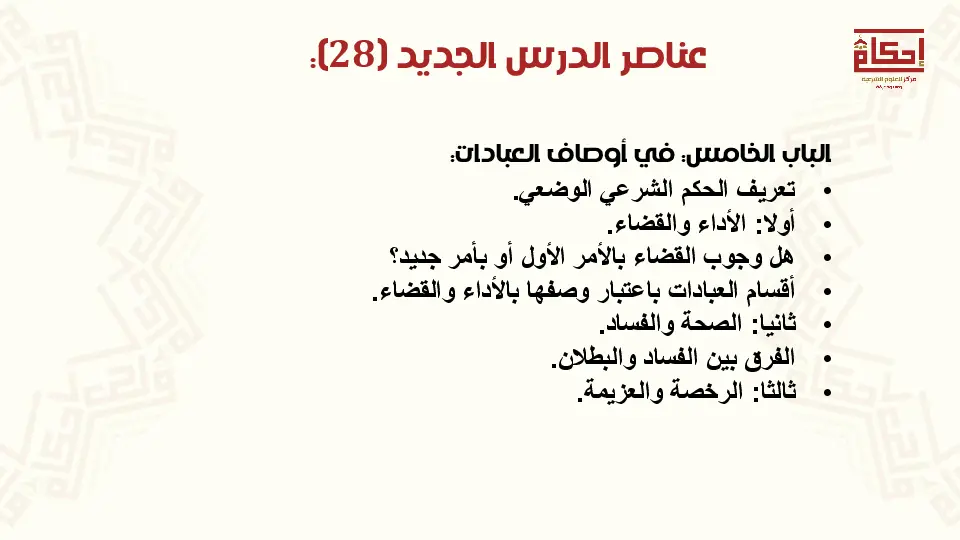 عناصر الدرس الجديد (28):
إحكام
مركز للعلوم الشرعية
الباب الخامس: في أوصاف العبادات:
• تعريف الحكم الشرعي الوضعي.
• أولا: الأداء والقضاء.
• هل وجوب القضاء بالأمر الأول أو بأمر جديد؟
• أقسام العبادات باعتبار وصفها بالأداء والقضاء.
• ثانيا: الصحة والفساد.
• الفرق بين الفساد والبطلان.
• ثالثا: الرخصة والعزيمة.